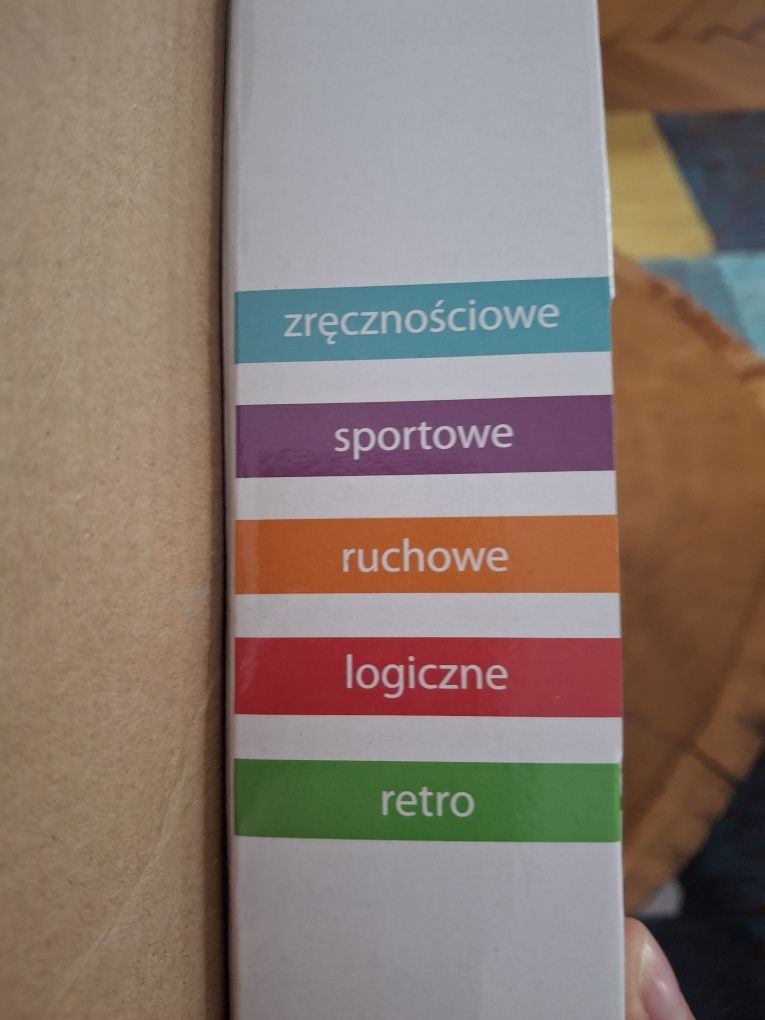 zręcznościowe
sportowe
ruchowe
logiczne
retro